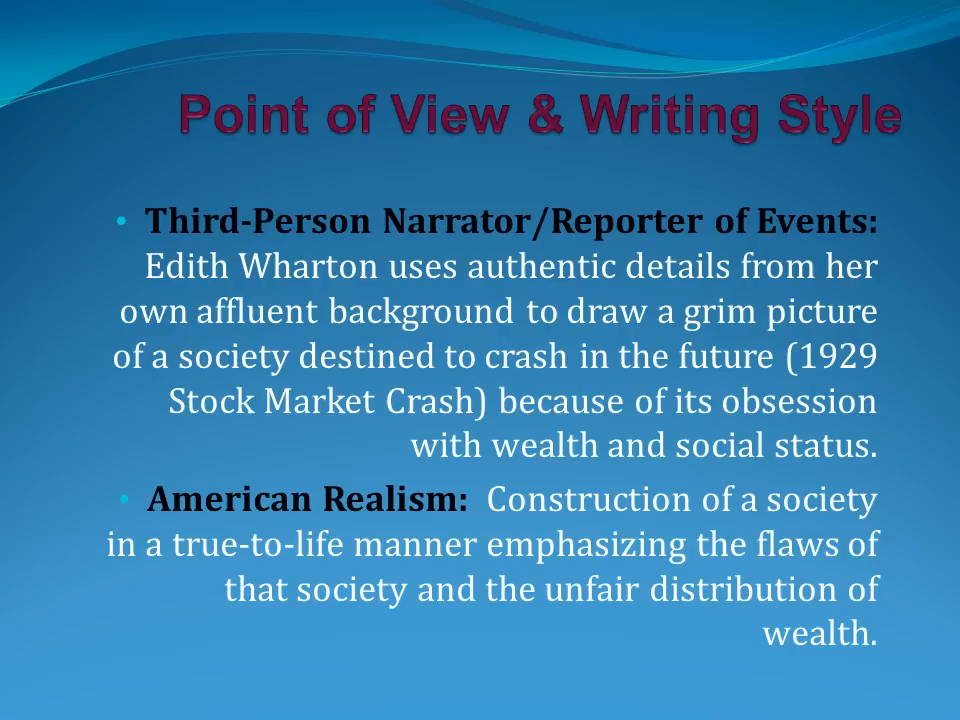 Point of View & Writing Style
• Third-Person Narrator/Reporter of Events:
Edith Wharton uses authentic details from her
own affluent background to draw a grim picture
of a society destined to crash in the future (1929
Stock Market Crash) because of its obsession
with wealth and social status.
• American Realism: Construction of a society
in a true-to-life manner emphasizing the flaws of
that society and the unfair distribution of
wealth.